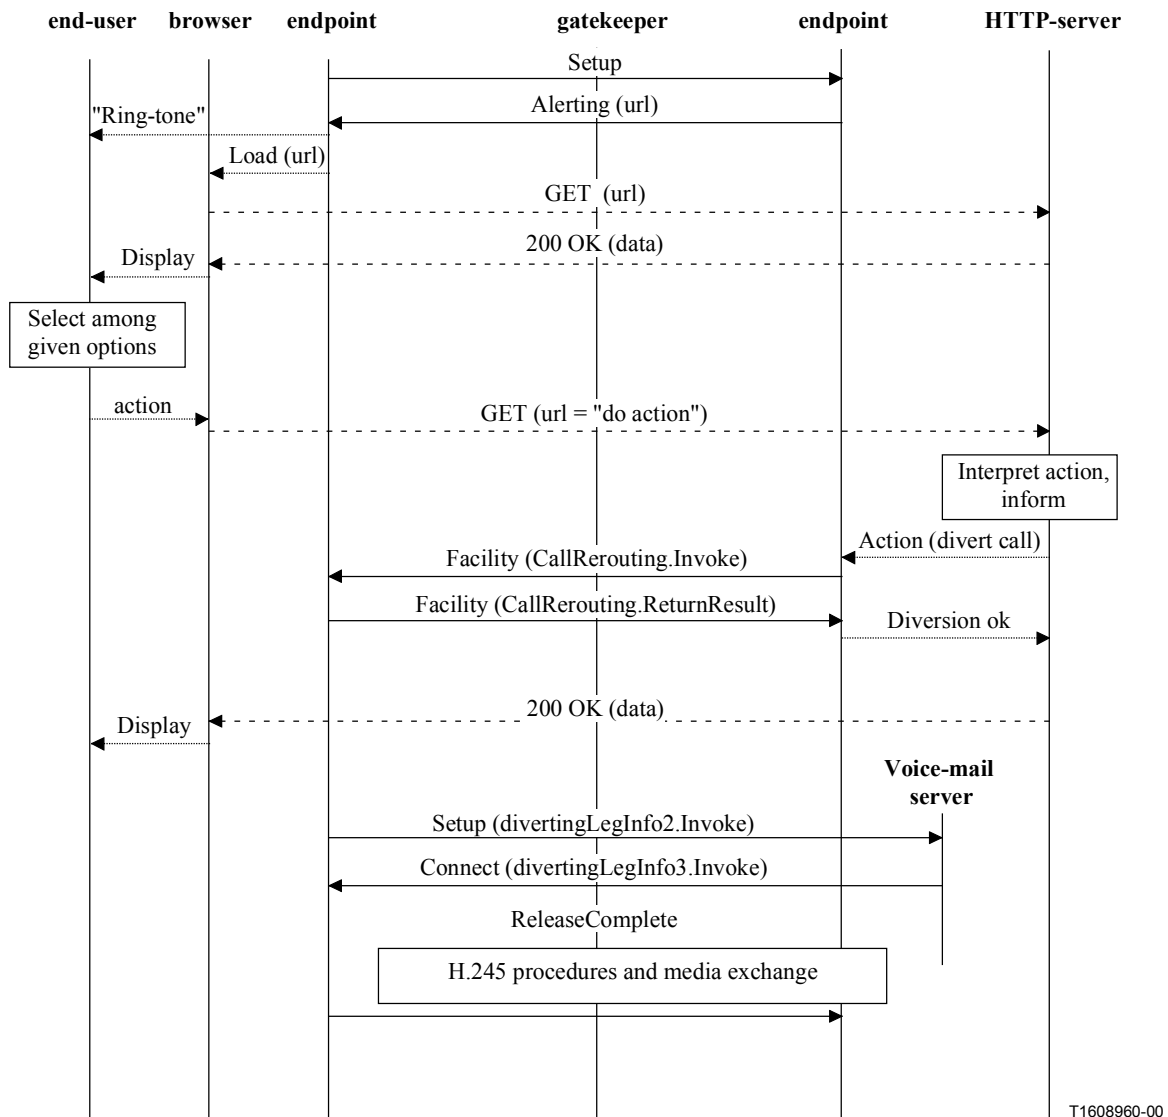 end-user browser endpoint gatekeeper endpoint HTTP-server
Setup
Alerting (url)
"Ring-tone"
Load (url)
GET (url)
200 OK (data)
Display
Select among
given options
action
GET (url = "do action")
Interpret action,
inform
Action (divert call)
Facility (CallRerouting.Invoke)
Facility (CallRerouting.ReturnResult)
Diversion ok
200 OK (data)
Display
Voice-mail
server
Setup (divertingLegInfo2.Invoke)
Connect (divertingLegInfo3.Invoke)
ReleaseComplete
H.245 procedures and media exchange
T1608960-00